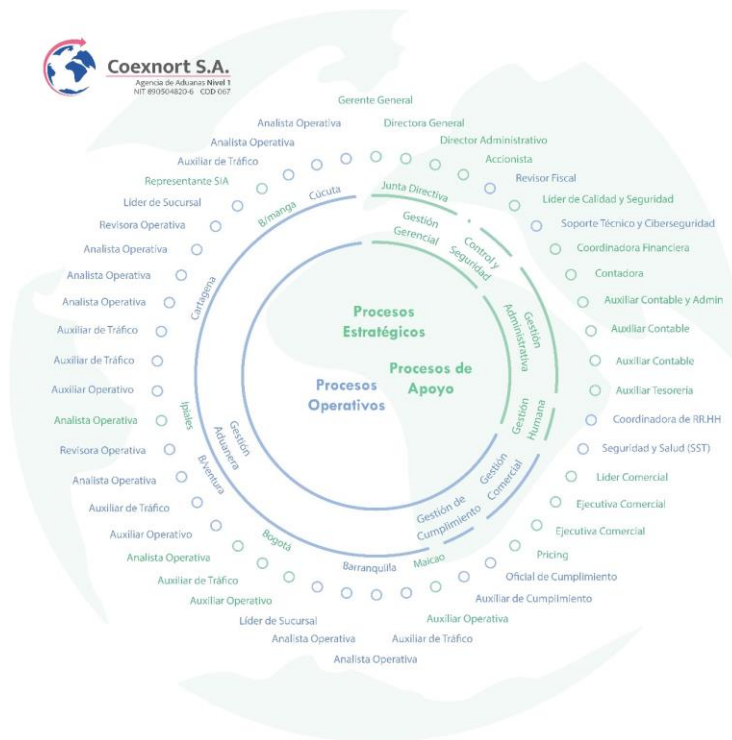 Coexnort S.A.
Agencia de Aduanas Nivel 1
NIT 890504820-6 COD 067
Gerente General
Directora General
Director Administrativo
Accionista
Revisor Fiscal
Líder de Calidad y Seguridad
Soporte Técnico y Ciberseguridad
Coordinadora Financiera
Contadora
Auxiliar Contable y Admin
Auxiliar Contable
Auxiliar Contable
Auxiliar Tesorería
Coordinadora de RR.HH
Seguridad y Salud (SST)
Líder Comercial
Ejecutiva Comercial
Ejecutiva Comercial
Pricing
Oficial de Cumplimiento
Auxiliar de Cumplimiento
Auxiliar Operativa
Auxiliar de Tráfico
Analista Operativa
Analista Operativa
Líder de Sucursal
Auxiliar Operativo
Auxiliar de Tráfico
Analista Operativa
Auxiliar Operativo
Auxiliar de Tráfico
Analista Operativa
Revisora Operativa
Analista Operativa
Auxiliar Operativo
Auxiliar de Tráfico
Auxiliar de Tráfico
Analista Operativa
Analista Operativa
Analista Operativa
Revisora Operativa
Líder de Sucursal
Representante SIA
Auxiliar de Tráfico
Analista Operativa
Analista Operativa
Junta Directiva
Gestión
Gerencial
Control y
Seguridad
Gestión
Administrativa
Gestión
Humana
Gestión
Comercial
Gestión de
Cumplimiento
Maicao
Barranquilla
Bogotá
B/ventura
Ipiales
Cartagena
B/manga
Cúcuta
Gestión
Aduanera
Procesos
Estratégicos
Procesos de
Apoyo
Procesos
Operativos